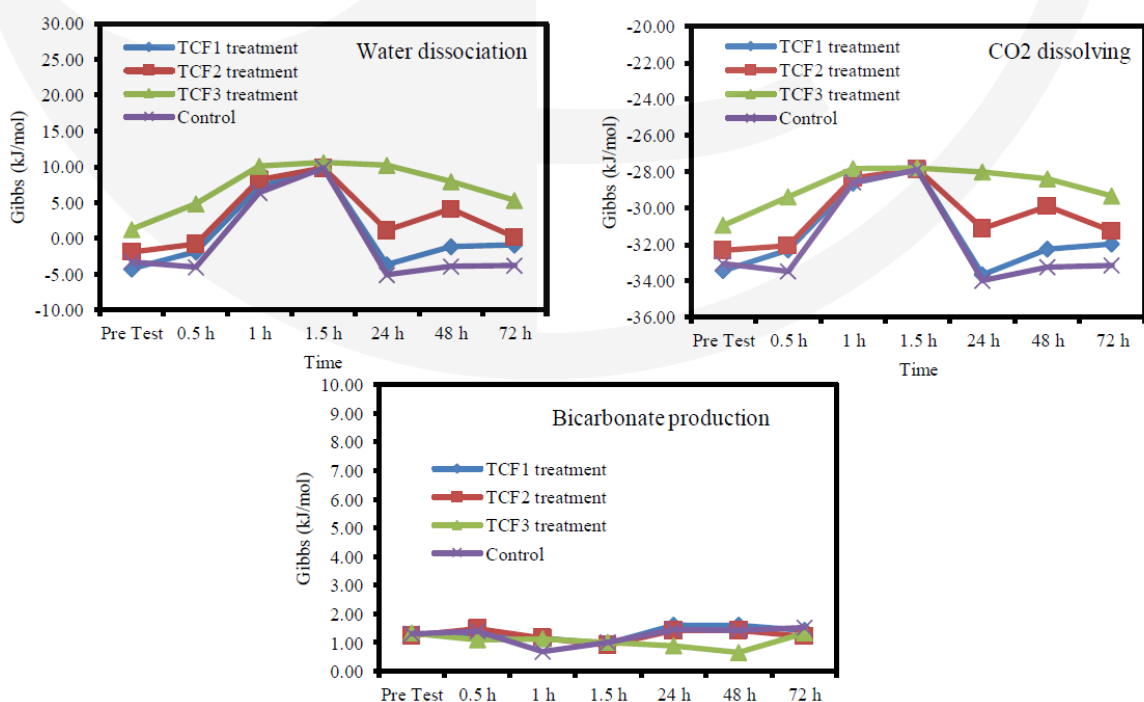 Water dissociation
TCF1 treatment
TCF2 treatment
TCF3 treatment
Control
Gibbs (kJ/mol)
30.00
25.00
20.00
15.00
10.00
5.00
0.00
-5.00
-10.00
Pre Test 0.5 h 1 h 1.5 h 24 h 48 h 72 h
Time
CO2 dissolving
TCF1 treatment
TCF2 treatment
TCF3 treatment
Control
Gibbs (kJ/mol)
-20.00
-22.00
-24.00
-26.00
-28.00
-30.00
-32.00
-34.00
-36.00
Pre Test 0.5 h 1 h 1.5 h 24 h 48 h 72 h
Time
Bicarbonate production
TCF1 treatment
TCF2 treatment
TCF3 treatment
Control
Gibbs (kJ/mol)
10.00
9.00
8.00
7.00
6.00
5.00
4.00
3.00
2.00
1.00
0.00
Pre Test 0.5 h 1 h 1.5 h 24 h 48 h 72 h